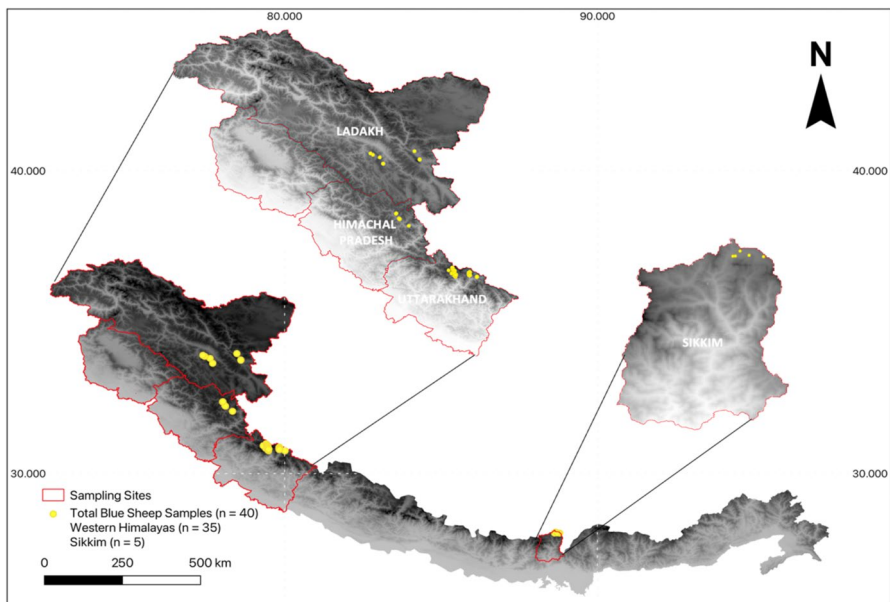 80.000
90.000
N
LADAKH
40.000
40.000
HIMACHAL
PRADESH
UTTARAKHAND
SIKKIM
30.000
30.000
Sampling Sites
Total Blue Sheep Samples (n = 40)
Western Himalayas (n = 35)
Sikkim (n = 5)
0 250 500 km